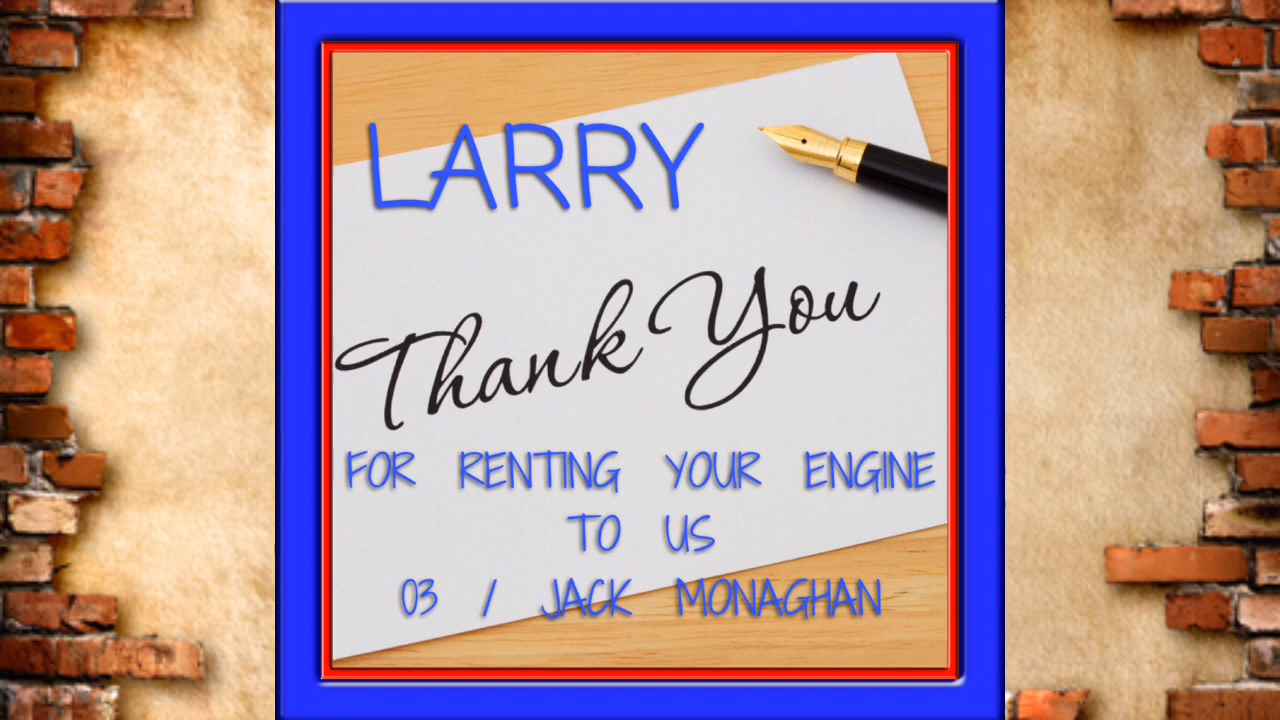 LARRY
Thank You
FOR RENTING YOUR ENGINE
TO US
03 / JACK MONAGHAN